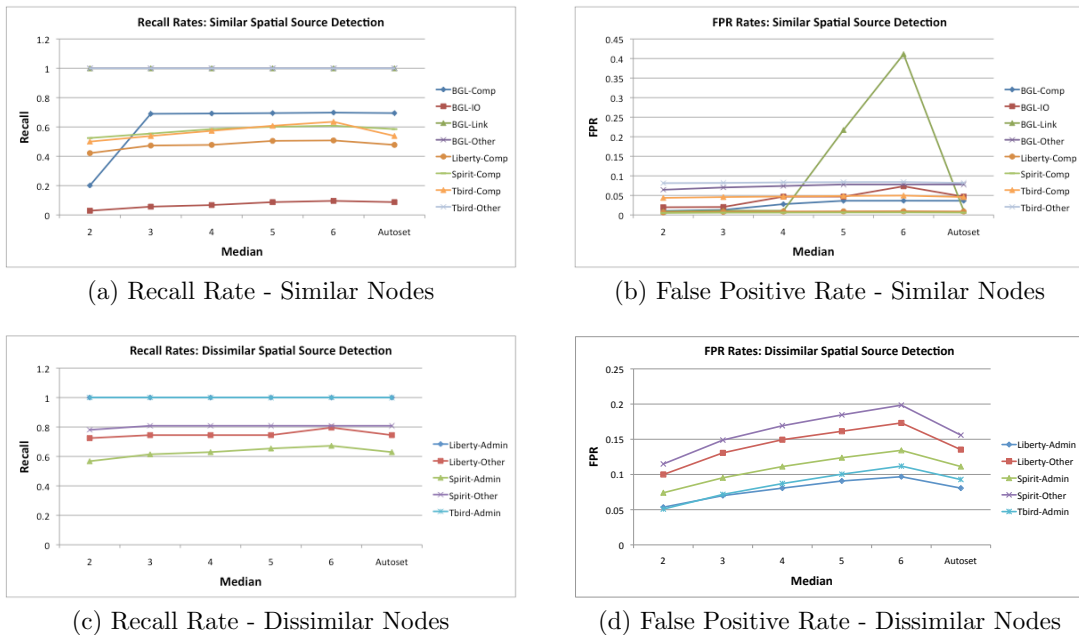 Recall Rates: Similar Spatial Source Detection
1.2
1
0.8
0.6
0.4
0.2
0
Recall
2 3 4 5 6 Autoset
Median
BGL-Comp
BGL-IO
BGL-Link
BGL-Other
Liberty-Comp
Spirit-Comp
Tbird-Comp
Tbird-Other
(a) Recall Rate - Similar Nodes
FPR Rates: Similar Spatial Source Detection
0.45
0.4
0.35
0.3
0.25
0.2
0.15
0.1
0.05
0
FPR
2 3 4 5 6 Autoset
Median
BGL-Comp
BGL-IO
BGL-Link
BGL-Other
Liberty-Comp
Spirit-Comp
Tbird-Comp
Tbird-Other
(b) False Positive Rate - Similar Nodes
Recall Rates: Dissimilar Spatial Source Detection
1.2
1
0.8
0.6
0.4
0.2
0
Recall
2 3 4 5 6 Autoset
Median
Liberty-Admin
Liberty-Other
Spirit-Admin
Spirit-Other
Tbird-Admin
(c) Recall Rate - Dissimilar Nodes
FPR Rates: Dissimilar Spatial Source Detection
0.25
0.2
0.15
0.1
0.05
0
FPR
2 3 4 5 6 Autoset
Median
Liberty-Admin
Liberty-Other
Spirit-Admin
Spirit-Other
Tbird-Admin
(d) False Positive Rate - Dissimilar Nodes